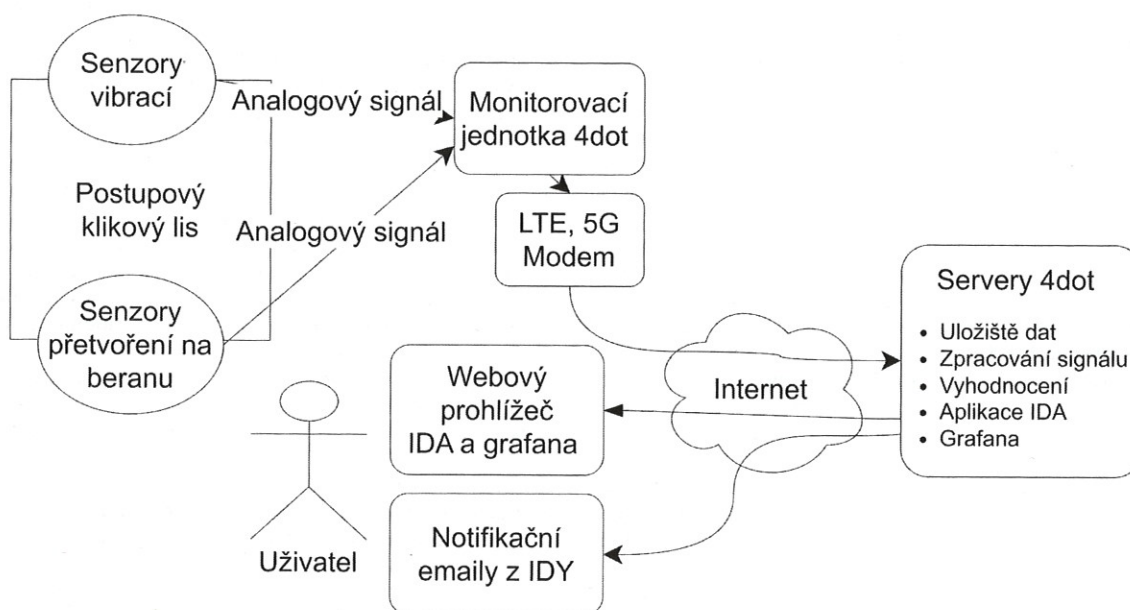 Senzory
vibrací
Analogový signál
Monitorovací
jednotka 4dot
Postupový
klikový lis
Analogový signál
LTE, 5G
Modem
Senzory
přetvoření na
beranu
Servery 4dot
• Uložiště dat
• Zpracování signálu
• Vyhodnocení
• Aplikace IDA
• Grafana
Internet
Webový
prohlížeč
IDA a grafana
Uživatel
Notifikační
emaily z IDY